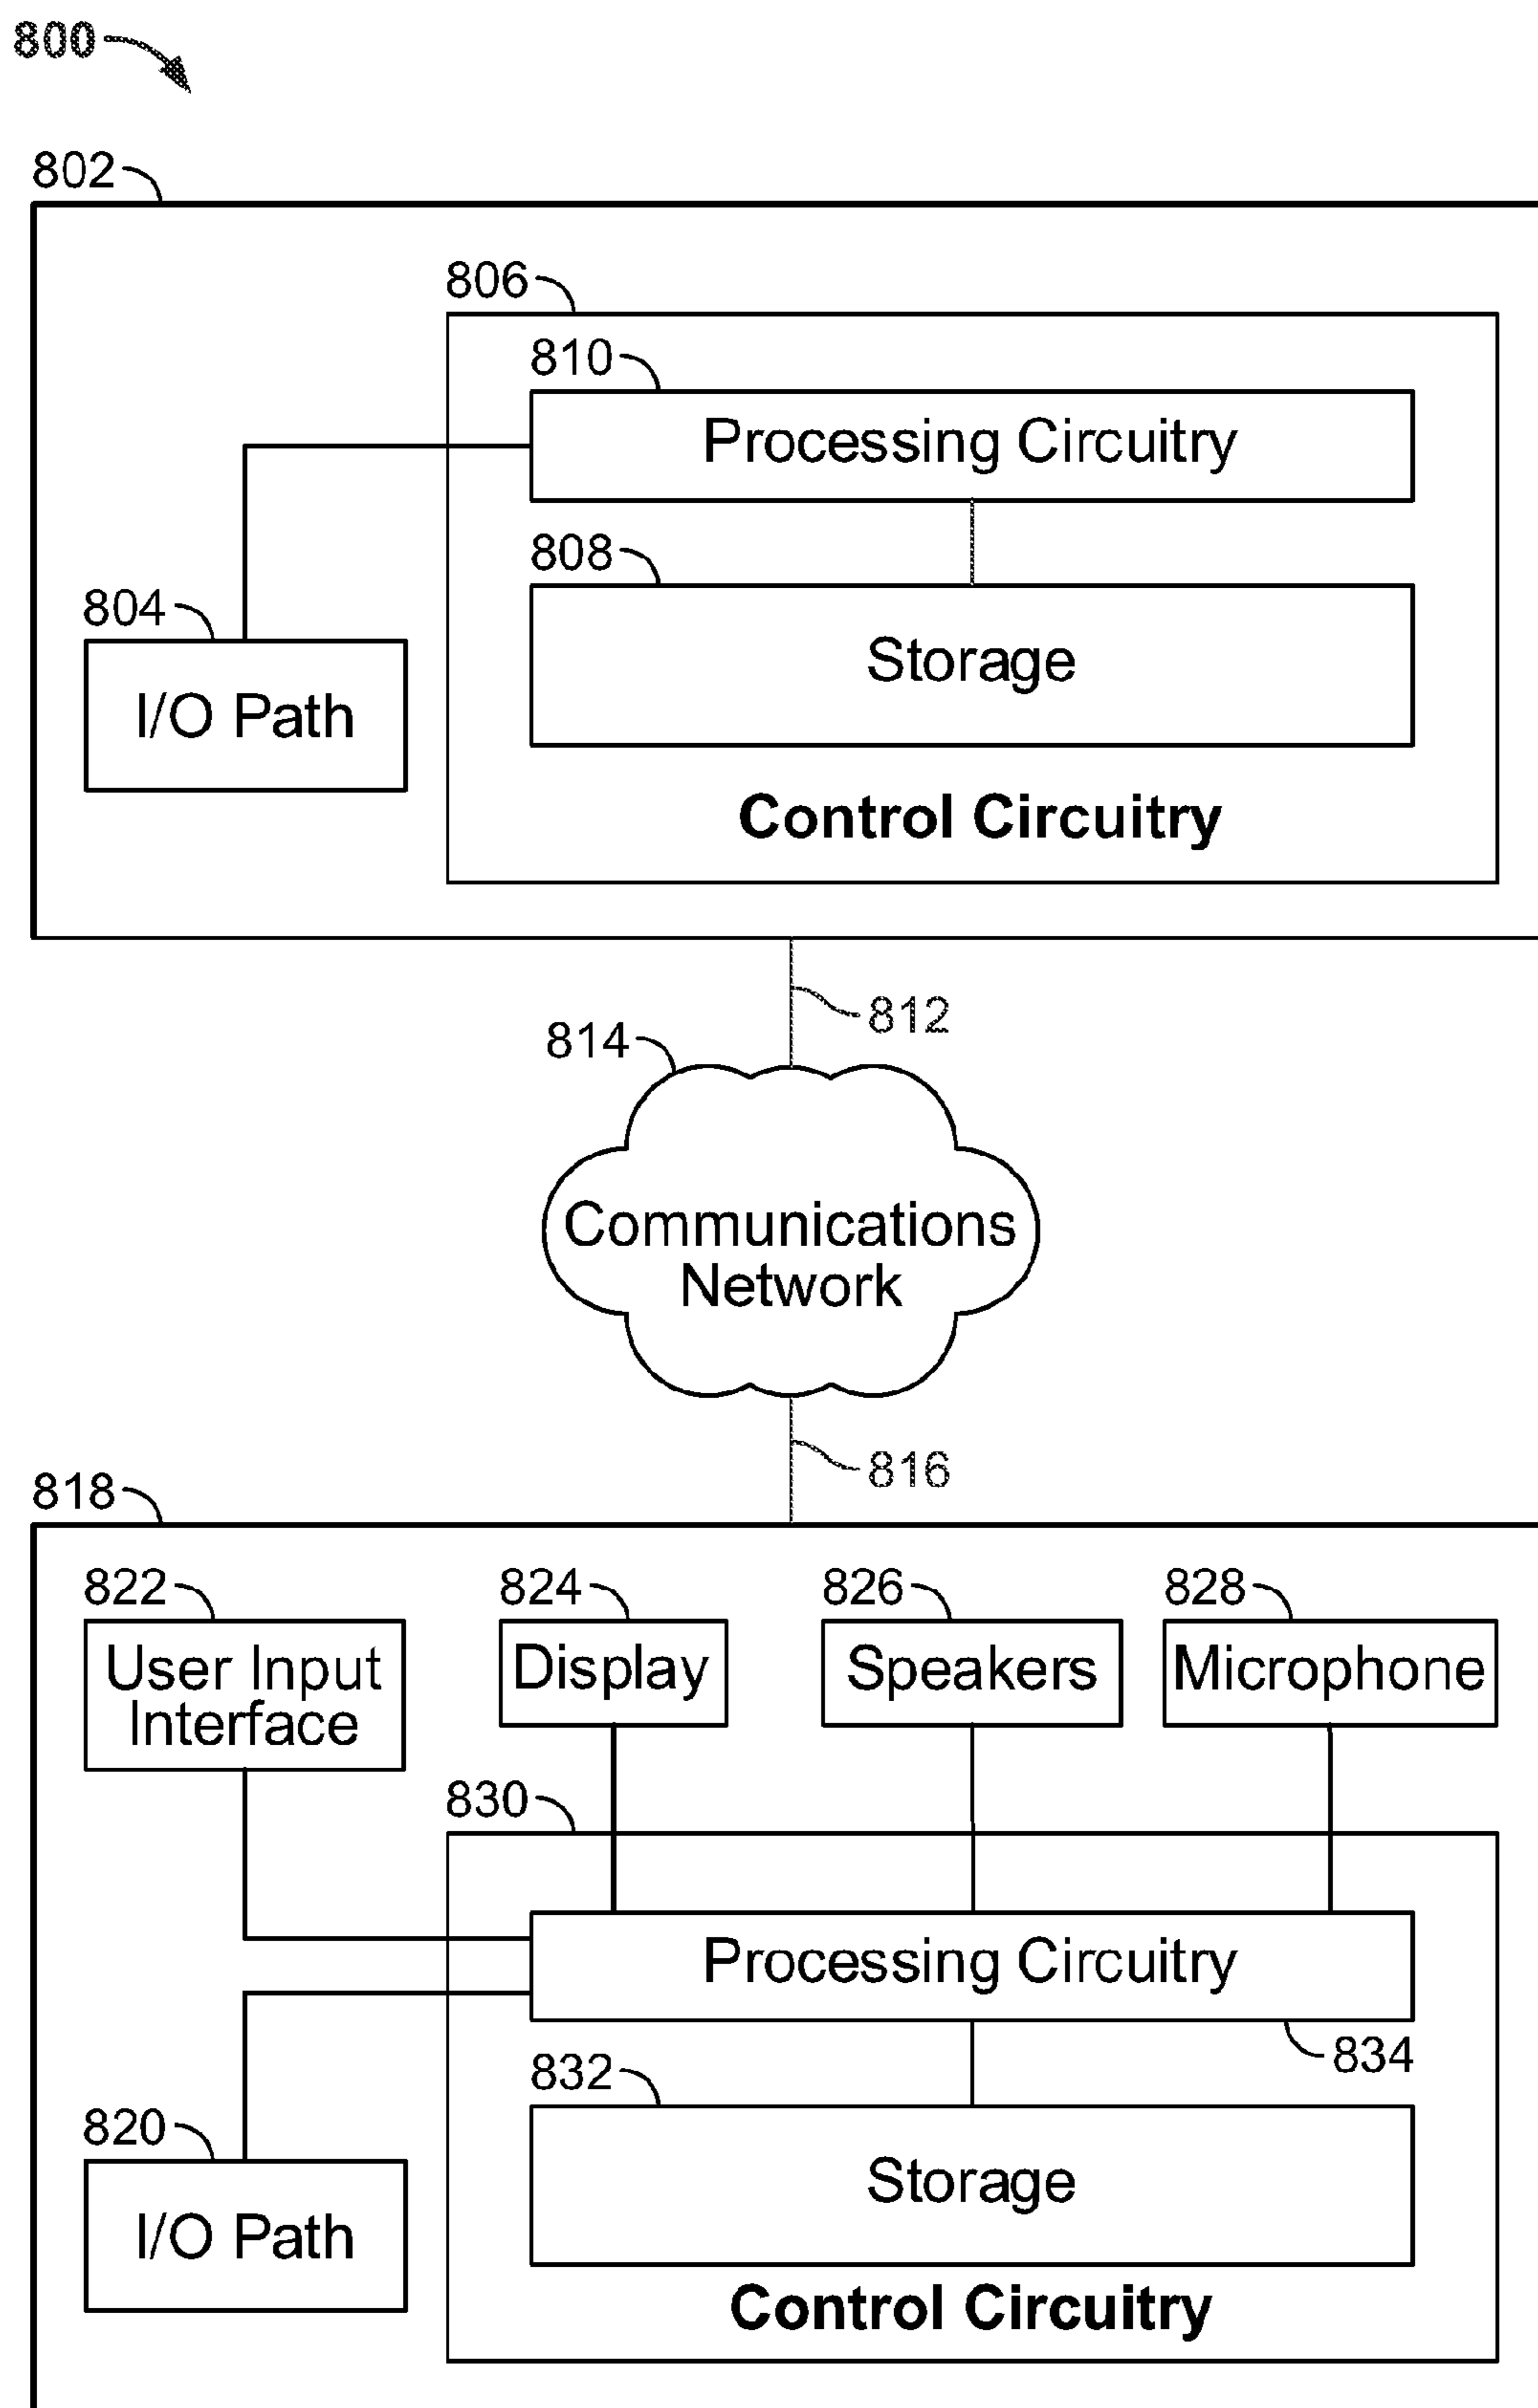 800
802
806
810
Processing Circuitry
808
Storage
804
I/O Path
Control Circuitry
812
814
Communications
Network
816
818
822
824
826
828
User Input
Interface
Display
Speakers
Microphone
830
Processing Circuitry
834
832
820
Storage
I/O Path
Control Circuitry